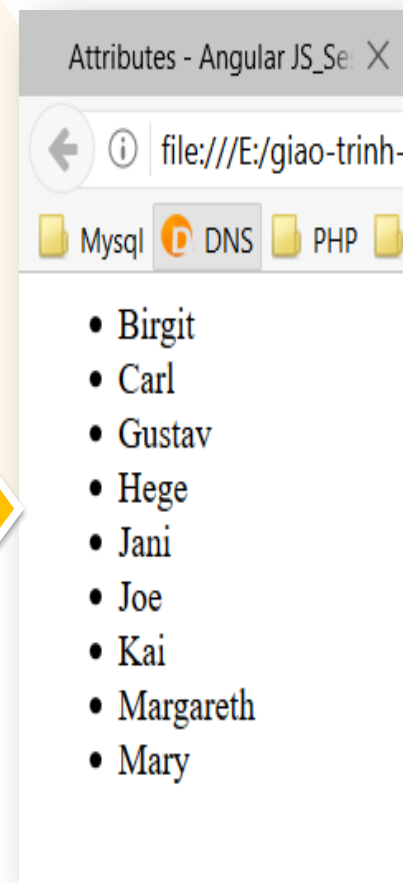 Attributes - Angular JS_Se
file:///E:/giao-trinh-
Mysql DNS PHP
• Birgit
• Carl
• Gustav
• Hege
• Jani
• Joe
• Kai
• Margareth
• Mary